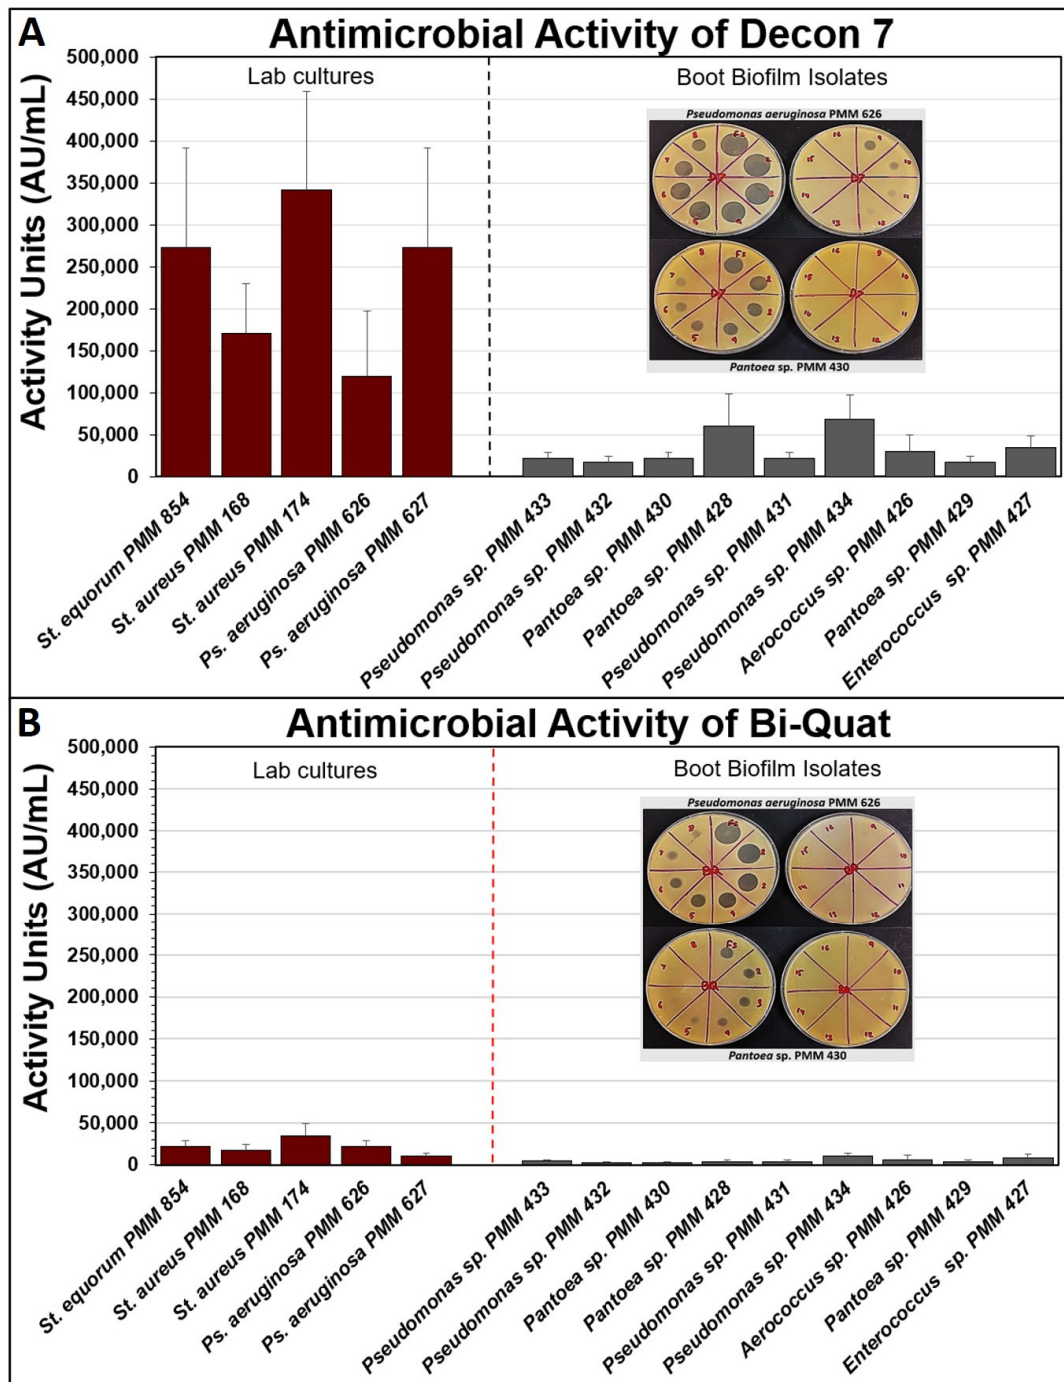 A
Antimicrobial Activity of Decon 7
Activity Units (AU/mL)
500,000
450,000
400,000
350,000
300,000
250,000
200,000
150,000
100,000
50,000
0
Lab cultures
Boot Biofilm Isolates
Pseudomonas aeruginosa PMM 626
Pantoea sp. PMM 430
St. equorum PMM 854
St. aureus PMM 168
St. aureus PMM 174
Ps. aeruginosa PMM 626
Ps. aeruginosa PMM 627
Pseudomonas sp. PMM 433
Pseudomonas sp. PMM 432
Pantoea sp. PMM 430
Pantoea sp. PMM 428
Pseudomonas sp. PMM 431
Pseudomonas sp. PMM 434
Aerococcus sp. PMM 426
Pantoea sp. PMM 429
Enterococcus sp. PMM 427
B
Antimicrobial Activity of Bi-Quat
Activity Units (AU/mL)
500,000
450,000
400,000
350,000
300,000
250,000
200,000
150,000
100,000
50,000
0
Lab cultures
Boot Biofilm Isolates
Pseudomonas aeruginosa PMM 626
Pantoea sp. PMM 430
St. equorum PMM 854
St. aureus PMM 168
St. aureus PMM 174
Ps. aeruginosa PMM 626
Ps. aeruginosa PMM 627
Pseudomonas sp. PMM 433
Pseudomonas sp. PMM 432
Pantoea sp. PMM 430
Pantoea sp. PMM 428
Pseudomonas sp. PMM 431
Pseudomonas sp. PMM 434
Aerococcus sp. PMM 426
Pantoea sp. PMM 429
Enterococcus sp. PMM 427